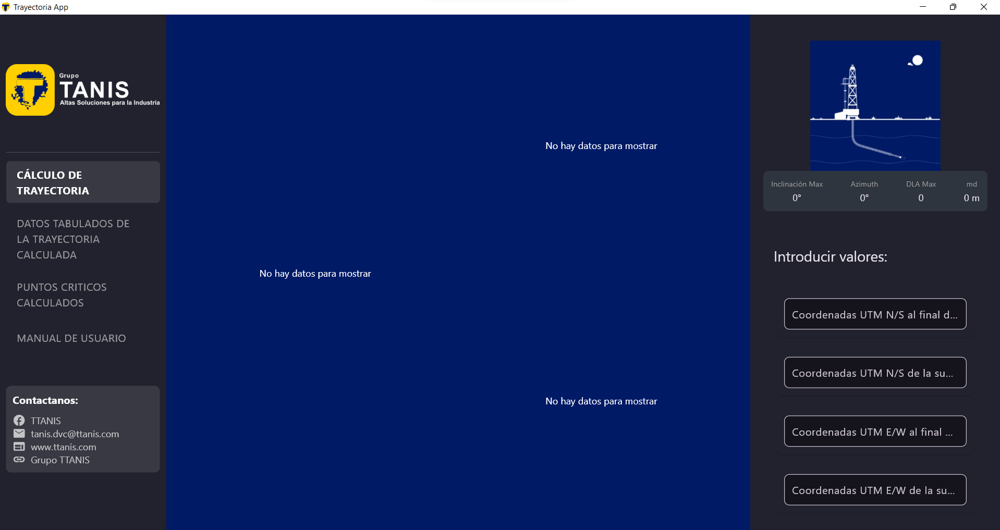 Trayectoria App
Grupo
TANIS
Altas Soluciones para la Industria
CÁLCULO DE
TRAYECTORIA
DATOS TABULADOS DE
LA TRAYECTORIA
CALCULADA
PUNTOS CRITICOS
CALCULADOS
MANUAL DE USUARIO
Contactanos:
TTANIS
tanis.dvc@ttanis.com
www.ttanis.com
Grupo TTANIS
No hay datos para mostrar
No hay datos para mostrar
No hay datos para mostrar
Inclinación Max Azimuth DLA Max md
0° 0° 0 0 m
Introducir valores:
Coordenadas UTM N/S al final d...
Coordenadas UTM N/S de la su...
Coordenadas UTM E/W al final ...
Coordenadas UTM E/W de la su...